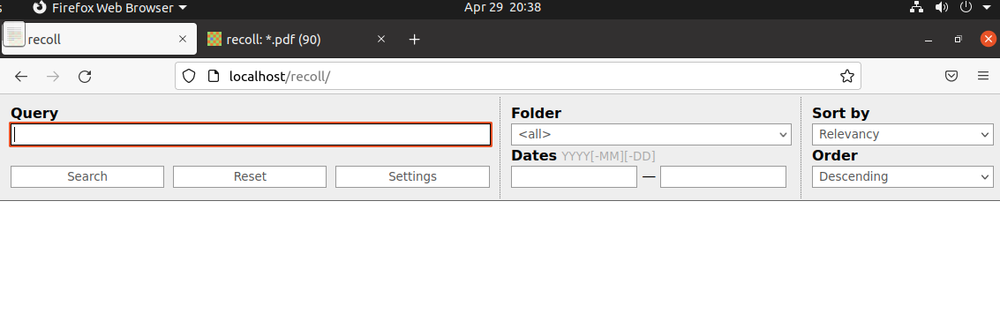 Firefox Web Browser
Apr 29 20:38
recoll
recoll: *.pdf (90)
localhost/recoll/
Query
Folder
Sort by
<all>
Relevancy
Dates YYYY[-MM][-DD]
Order
Search
Reset
Settings
—
Descending